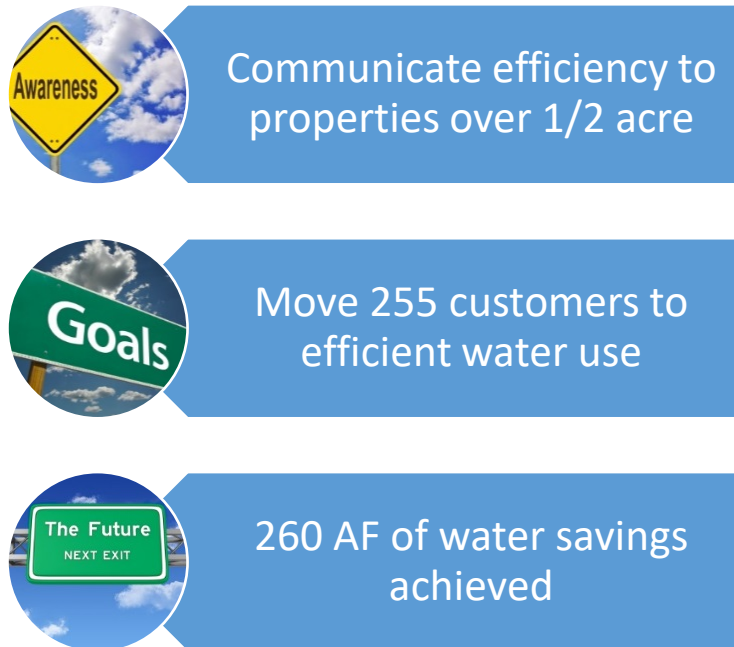 Awareness
Communicate efficiency to
properties over 1/2 acre
Goals
Move 255 customers to
efficient water use
The Future
NEXT EXIT
260 AF of water savings
achieved